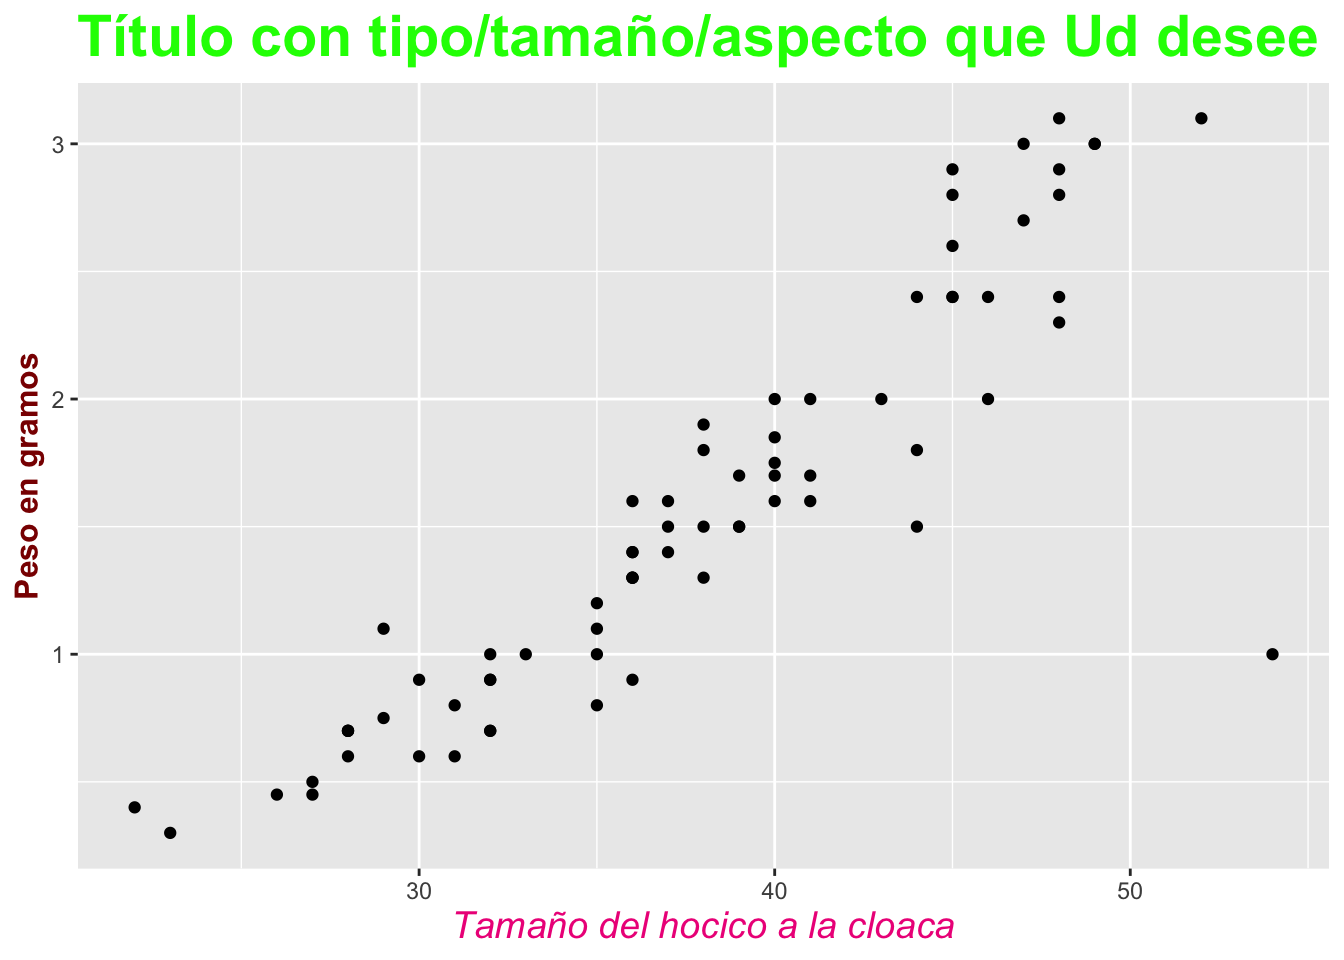 Título con tipo/tamaño/aspecto que Ud desee
3
2
1
Peso en gramos
30 40 50
Tamaño del hocico a la cloaca